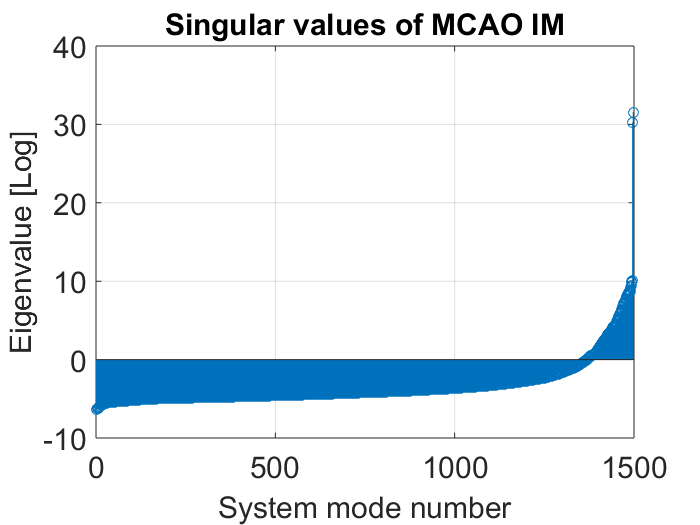 Singular values of MCAO IM
40
30
20
10
0
-10
Eigenvalue [Log]
0 500 1000 1500
System mode number